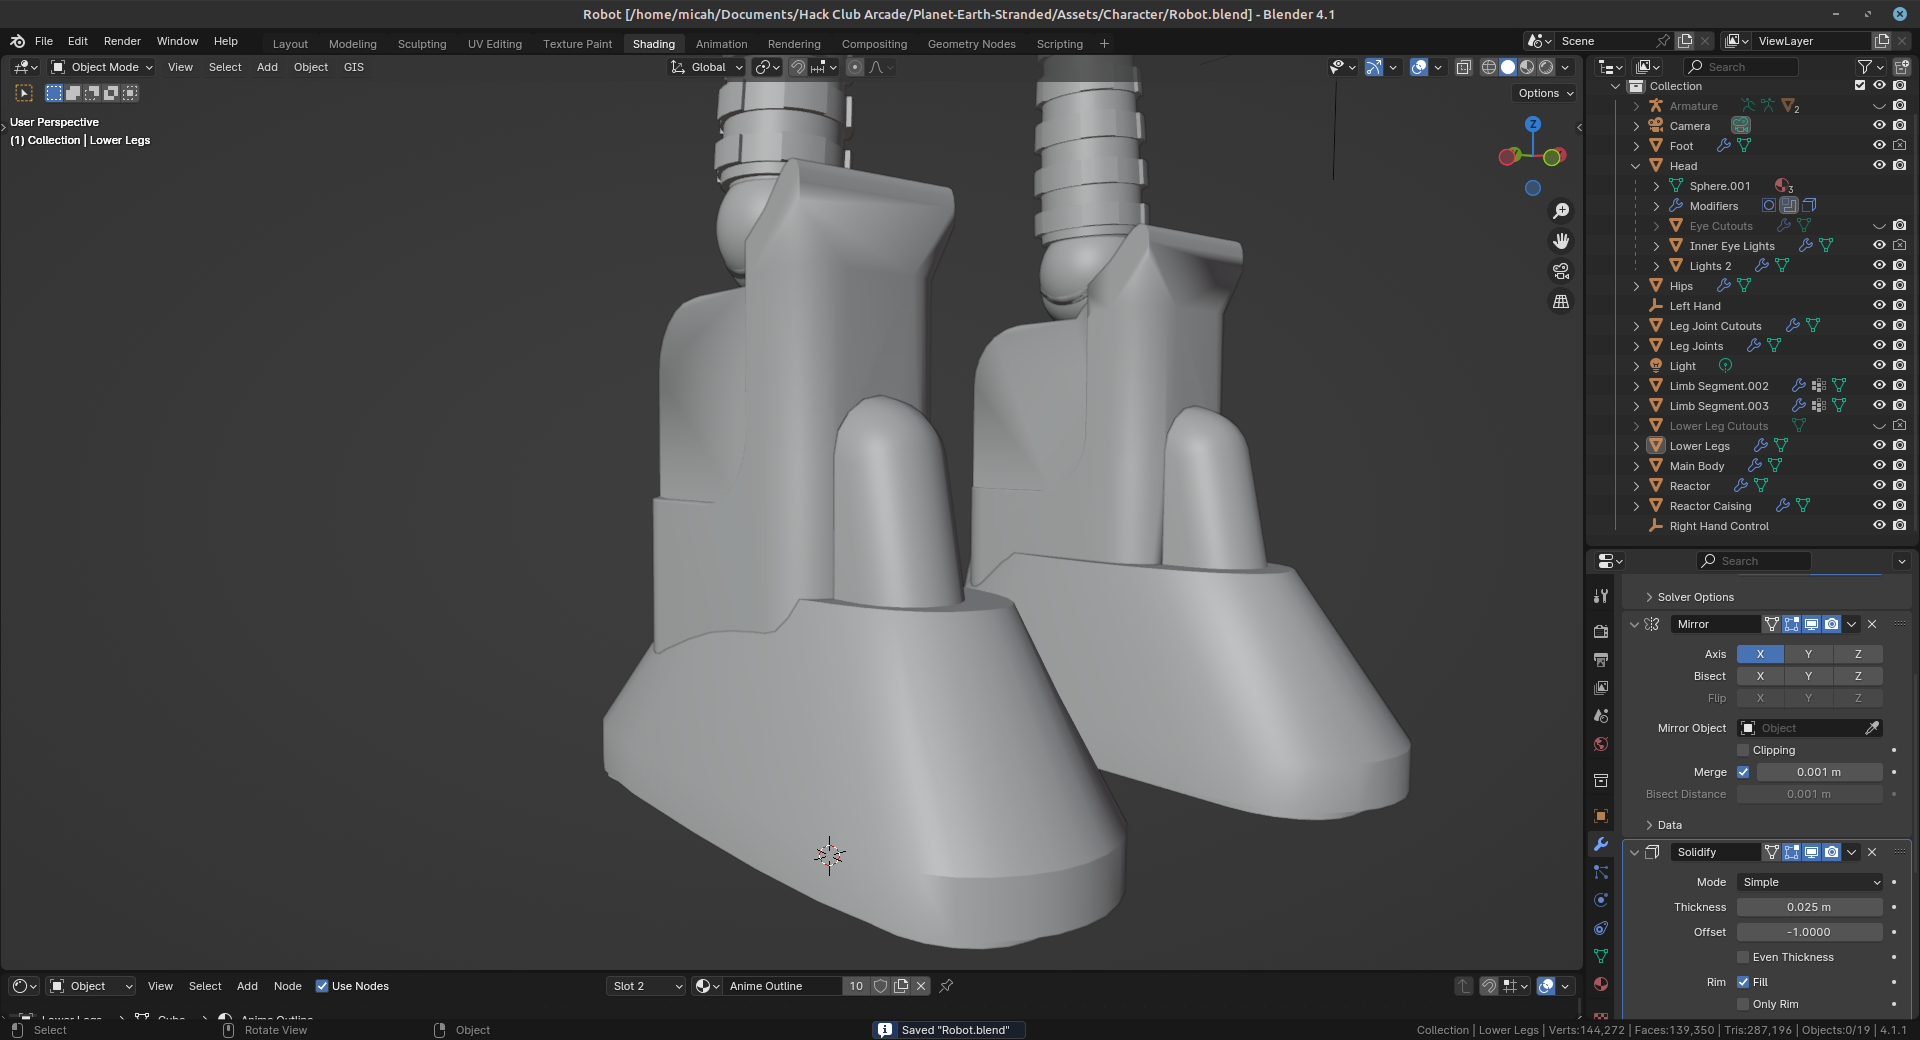 Robot [/home/micah/Documents/Hack Club Arcade/Planet-Earth-Stranded/Assets/Character/Robot.blend] - Blender 4.1
File Edit Render Window Help
Layout Modeling Sculpting UV Editing Texture Paint Shading Animation Rendering Compositing Geometry Nodes Scripting +
Scene
ViewLayer
Object Mode View Select Add Object GIS
Global
Search
Options
User Perspective
(1) Collection | Lower Legs
Z
Collection
Armature 2
Camera
Foot
Head
Sphere.001 3
Modifiers
Eye Cutouts
Inner Eye Lights
Lights 2
Hips
Left Hand
Leg Joint Cutouts
Leg Joints
Light
Limb Segment.002
Limb Segment.003
Lower Leg Cutouts
Lower Legs
Main Body
Reactor
Reactor Caising
Right Hand Control
Search
Solver Options
Mirror
Axis X Y Z
Bisect X Y Z
Flip X Y Z
Mirror Object Object
Clipping
Merge 0.001 m
Bisect Distance 0.001 m
Data
Solidify
Mode Simple
Thickness 0.025 m
Offset -1.0000
Even Thickness
Rim Fill
Only Rim
Object View Select Add Node Use Nodes
Slot 2
Anime Outline 10
Lower Legs Cube Anime Outline
Select
Rotate View
Object
Saved "Robot.blend"
Collection | Lower Legs | Verts:144,272 | Faces:139,350 | Tris:287,196 | Objects:0/19 | 4.1.1